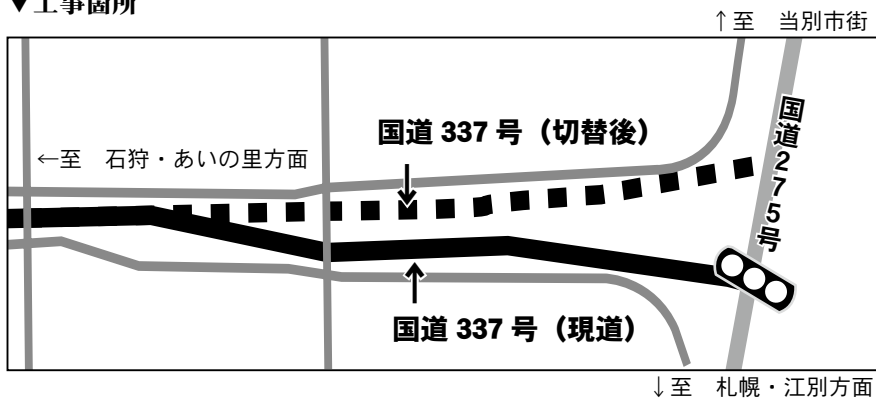 ▼工事箇所
↑至　当別市街
国道275号
国道 337 号（切替後）
←至　石狩・あいの里方面
国道 337 号（現道）
↓至　札幌・江別方面